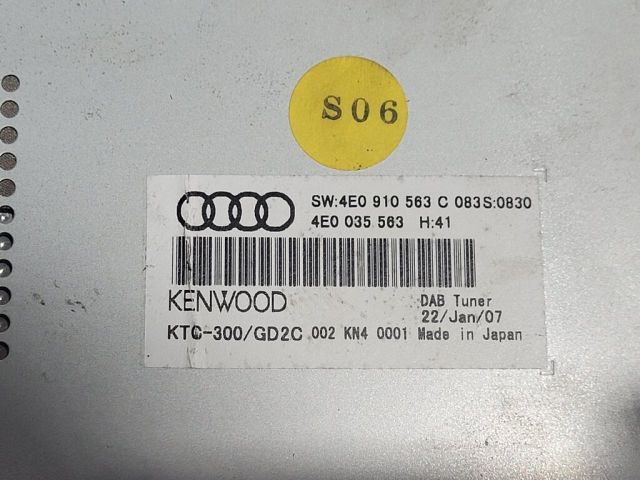 S06
SW:4E0 910 563 C 083S:0830
4E0 035 563 H:41
KENWOOD
DAB Tuner
22/Jan/07
KTC-300/GD2C 002 KN4 0001 Made in Japan